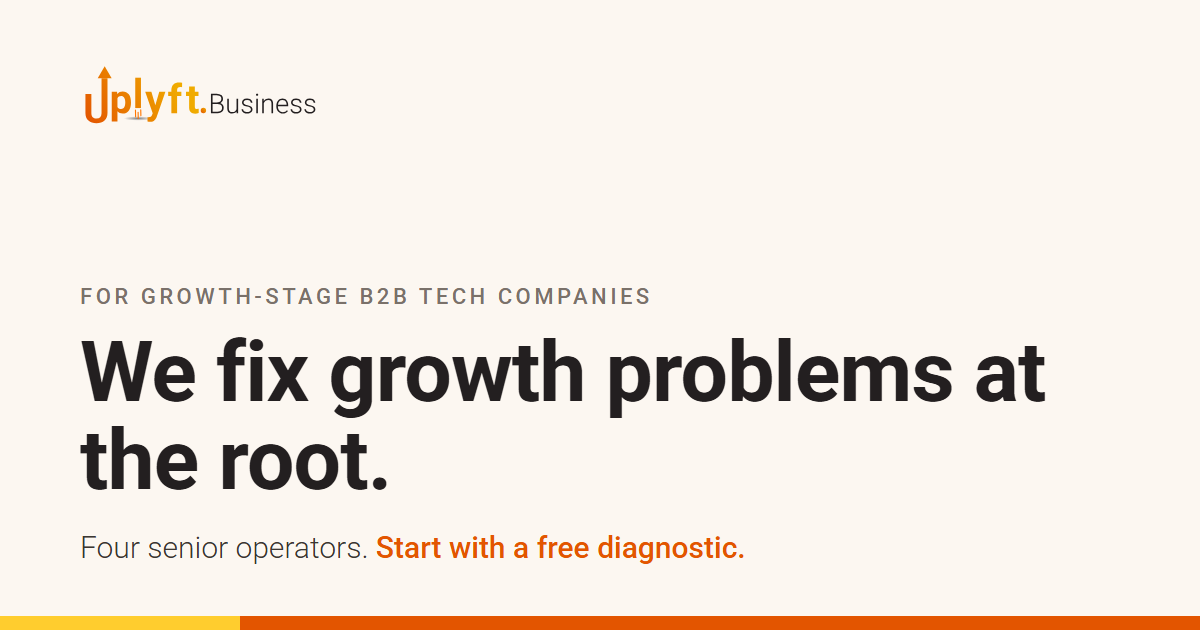 Uplyft.Business
FOR GROWTH-STAGE B2B TECH COMPANIES
We fix growth problems at
the root.
Four senior operators. Start with a free diagnostic.